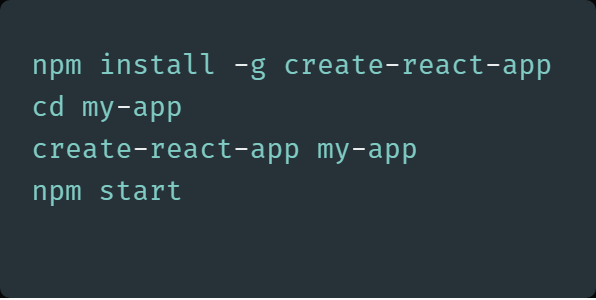 npm install -g create-react-app
cd my-app
create-react-app my-app
npm start